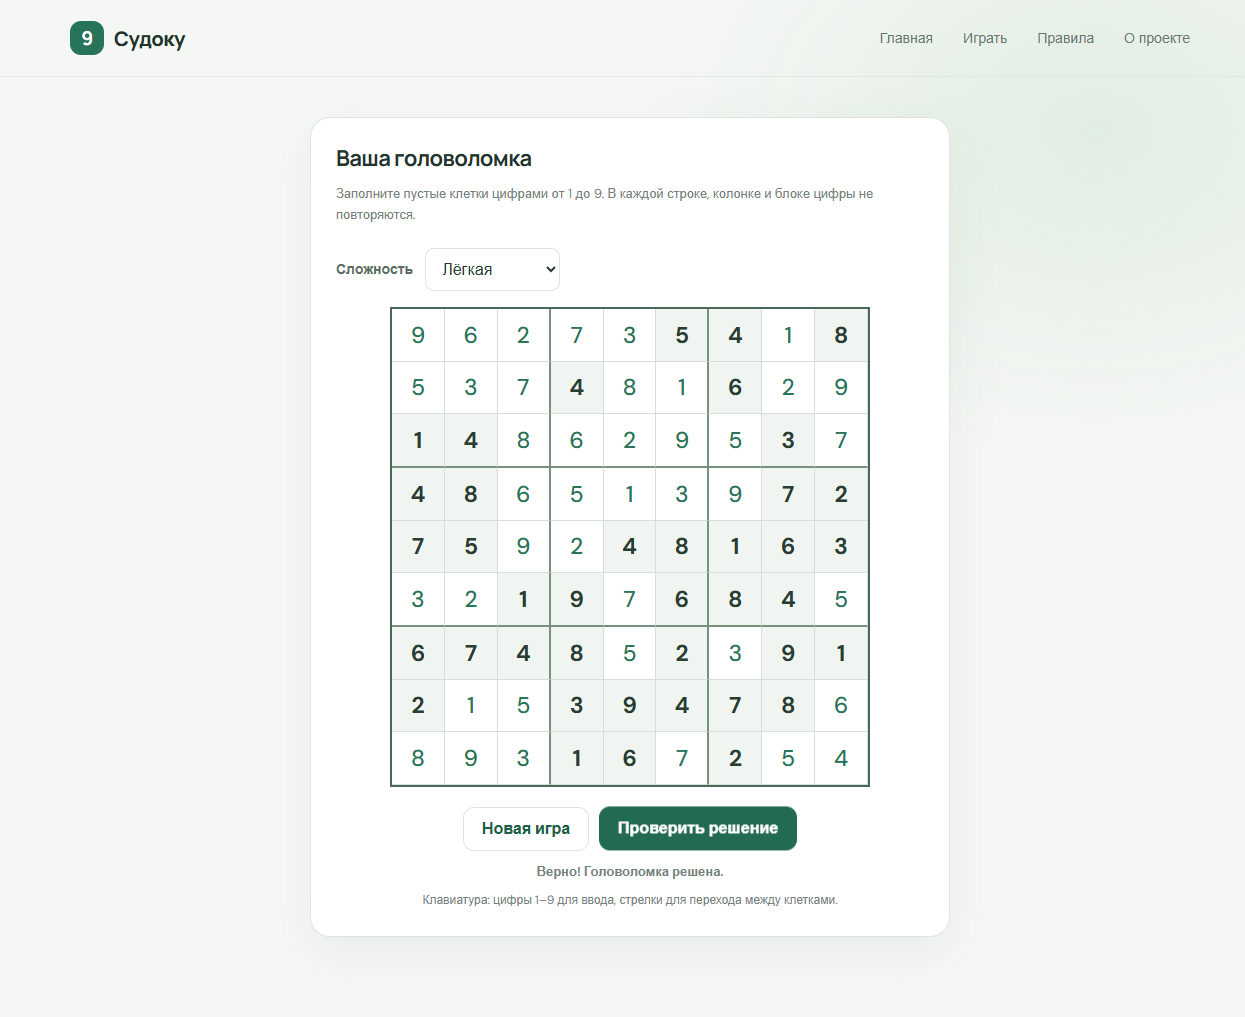 9 Судоку
Главная Играть Правила О проекте
Ваша головоломка
Заполните пустые клетки цифрами от 1 до 9. В каждой строке, колонке и блоке цифры не
повторяются.
Сложность Лёгкая
9 6 2 7 3 5 4 1 8
5 3 7 4 8 1 6 2 9
1 4 8 6 2 9 5 3 7
4 8 6 5 1 3 9 7 2
7 5 9 2 4 8 1 6 3
3 2 1 9 7 6 8 4 5
6 7 4 8 5 2 3 9 1
2 1 5 3 9 4 7 8 6
8 9 3 1 6 7 2 5 4
Новая игра Проверить решение
Верно! Головоломка решена.
Клавиатура: цифры 1–9 для ввода, стрелки для перехода между клетками.